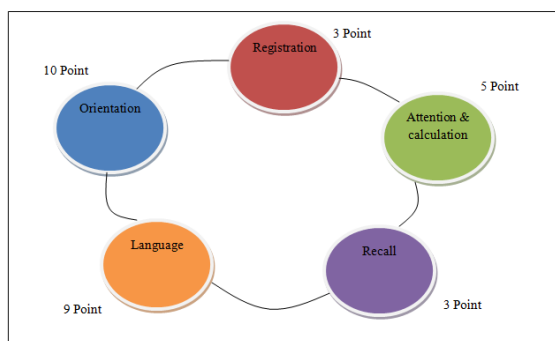 3 Point
Registration
10 Point
Orientation
5 Point
Attention &
calculation
Language
Recall
9 Point
3 Point